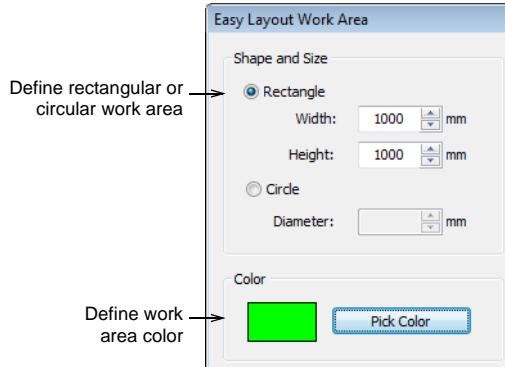 Easy Layout Work Area
Shape and Size
Define rectangular or
circular work area
Rectangle
Width: 1000 mm
Height: 1000 mm
Circle
Diameter: mm
Color
Define work
area color
Pick Color